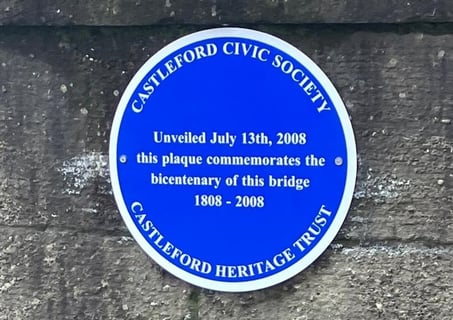 CASTLEFORD CIVIC SOCIETY
Unveiled July 13th, 2008
this plaque commemorates the
bicentenary of this bridge
1808 - 2008
CASTLEFORD HERITAGE TRUST